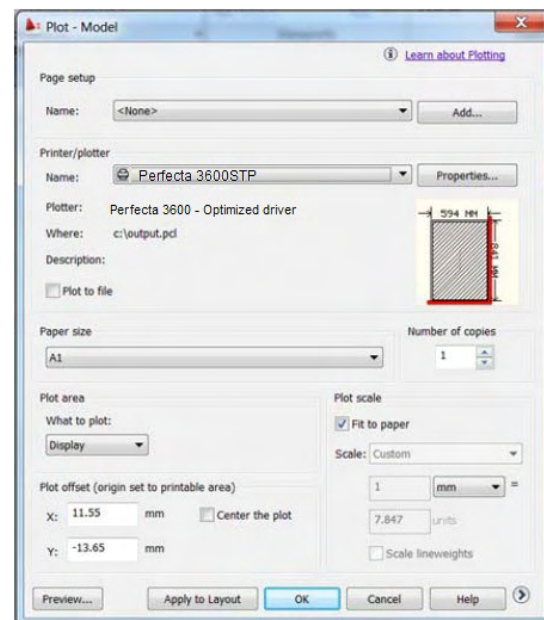 Plot - Model
Learn about Plotting
Page setup
Name: <None> Add...
Printer/plotter
Name: Perfecta 3600STP Properties...
Plotter: Perfecta 3600 - Optimized driver
Where: c:\output.pcl
Description:
Plot to file
594 MM
841 MM
Paper size
A1
Number of copies
1
Plot area
What to plot:
Display
Plot offset (origin set to printable area)
X: 11.55 mm Center the plot
Y: -13.65 mm
Plot scale
Fit to paper
Scale: Custom
1 mm =
7.847 units
Scale lineweights
Preview... Apply to Layout OK Cancel Help